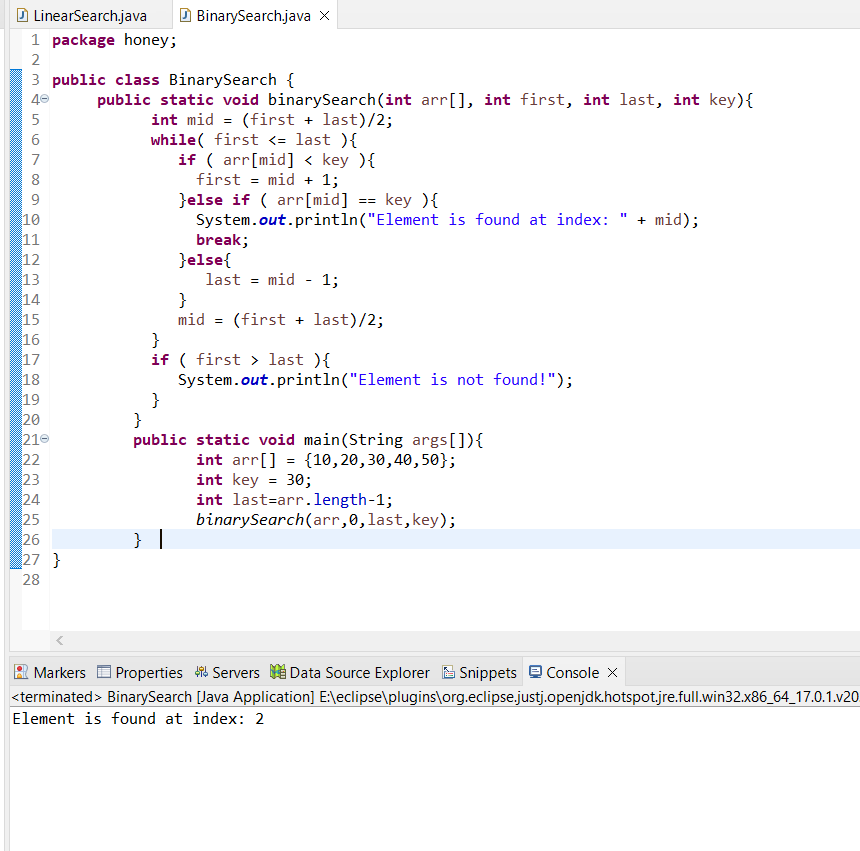 LinearSearch.java BinarySearch.java
1 package honey;
2
3 public class BinarySearch {
4 public static void binarySearch(int arr[], int first, int last, int key){
5 int mid = (first + last)/2;
6 while( first <= last ){
7 if ( arr[mid] < key ){
8 first = mid + 1;
9 }else if ( arr[mid] == key ){
10 System.out.println("Element is found at index: " + mid);
11 break;
12 }else{
13 last = mid - 1;
14 }
15 mid = (first + last)/2;
16 }
17 if ( first > last ){
18 System.out.println("Element is not found!");
19 }
20 }
21 public static void main(String args[]){
22 int arr[] = {10,20,30,40,50};
23 int key = 30;
24 int last=arr.length-1;
25 binarySearch(arr,0,last,key);
26 }
27 }
28
Markers Properties Servers Data Source Explorer Snippets Console
<terminated> BinarySearch [Java Application] E:\eclipse\plugins\org.eclipse.justj.openjdk.hotspot.jre.full.win32.x86_64_17.0.1.v20
Element is found at index: 2